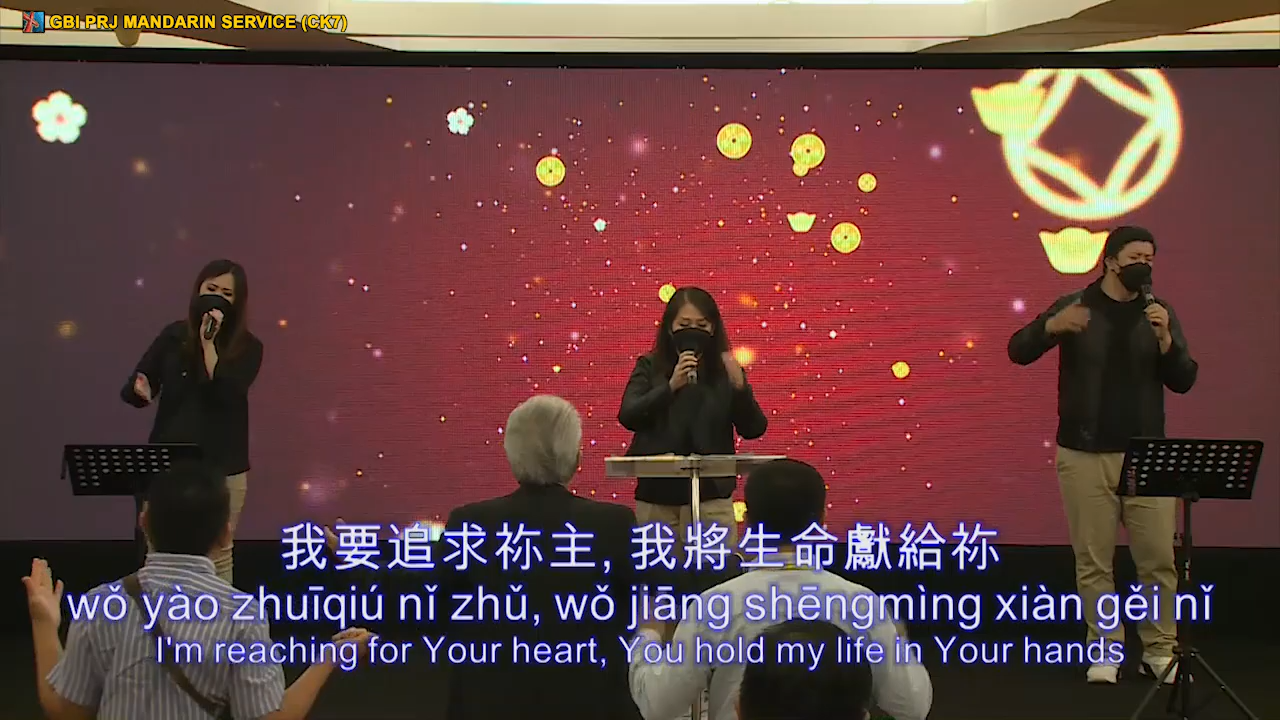 GBI PRJ MANDARIN SERVICE (CK7)
我要追求祢主, 我將生命獻給祢
wǒ yào zhuīqiú nǐ zhǔ, wǒ jiāng shēngmìng xiàn gěi nǐ
I'm reaching for Your heart, You hold my life in Your hands